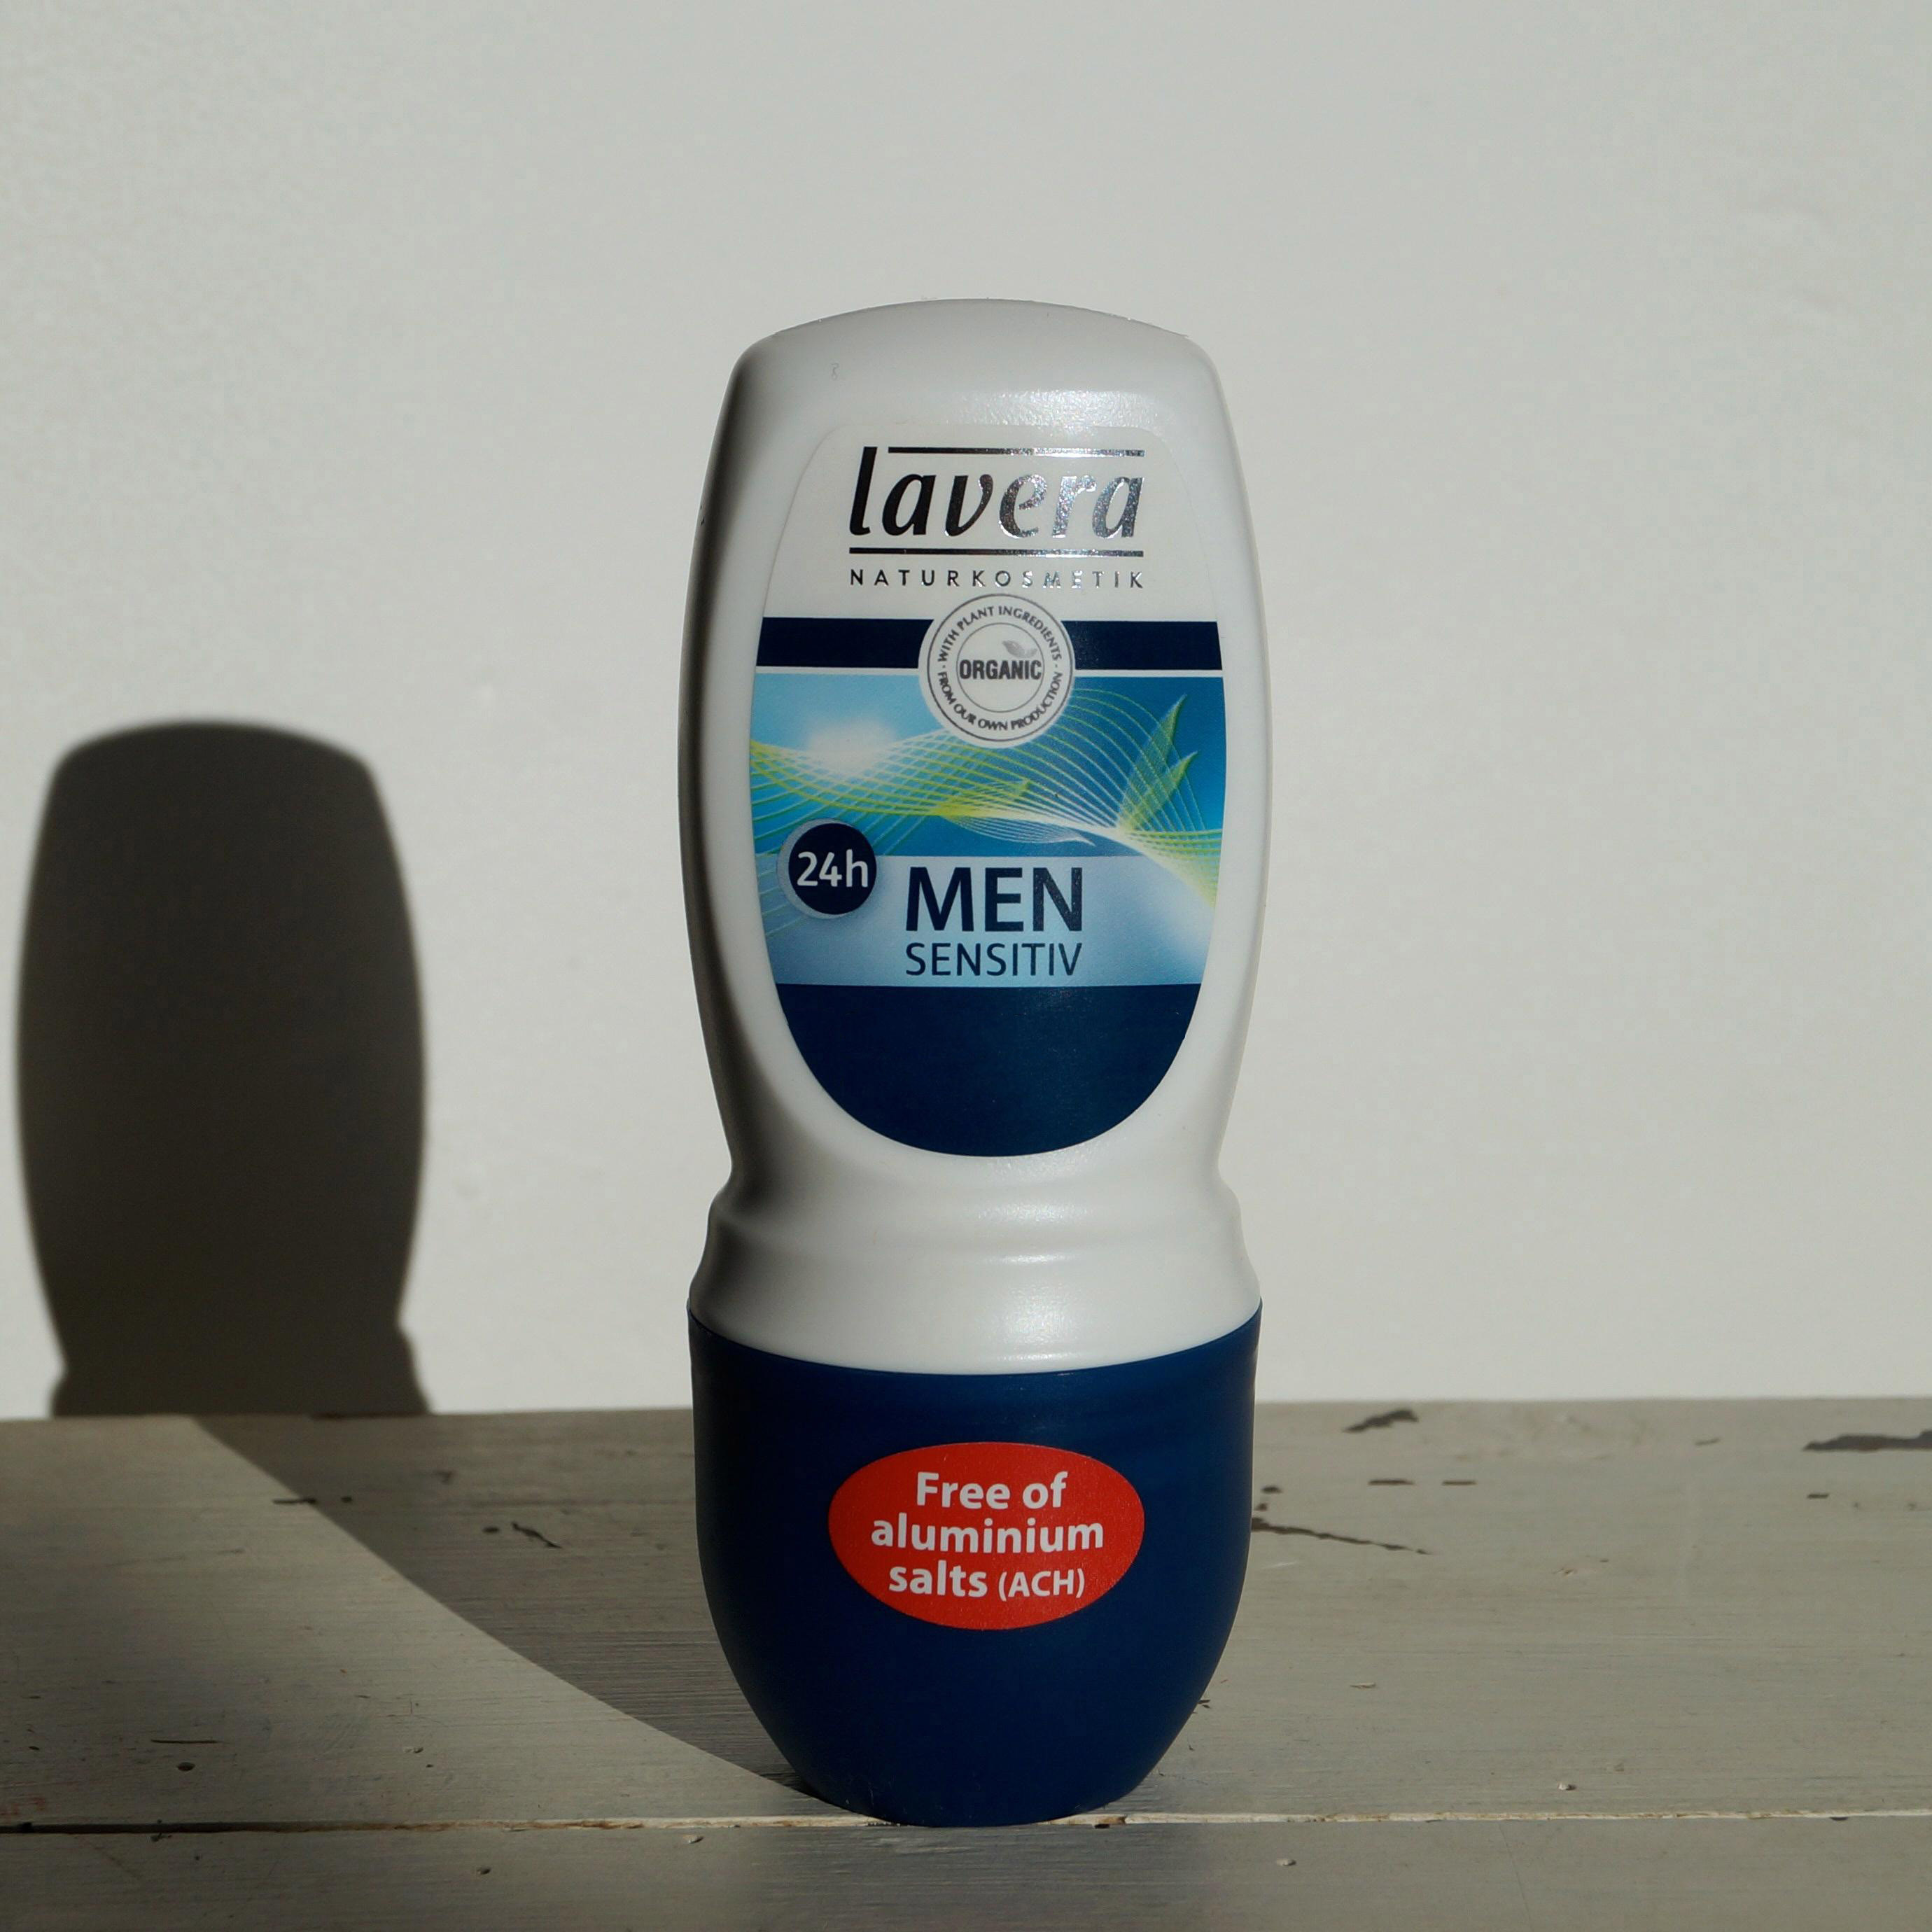 lavera
NATURKOSMETIK
WITH PLANT INGREDIENTS
ORGANIC
FROM OUR OWN PRODUCTION
24h
MEN
SENSITIV
Free of
aluminium
salts (ACH)